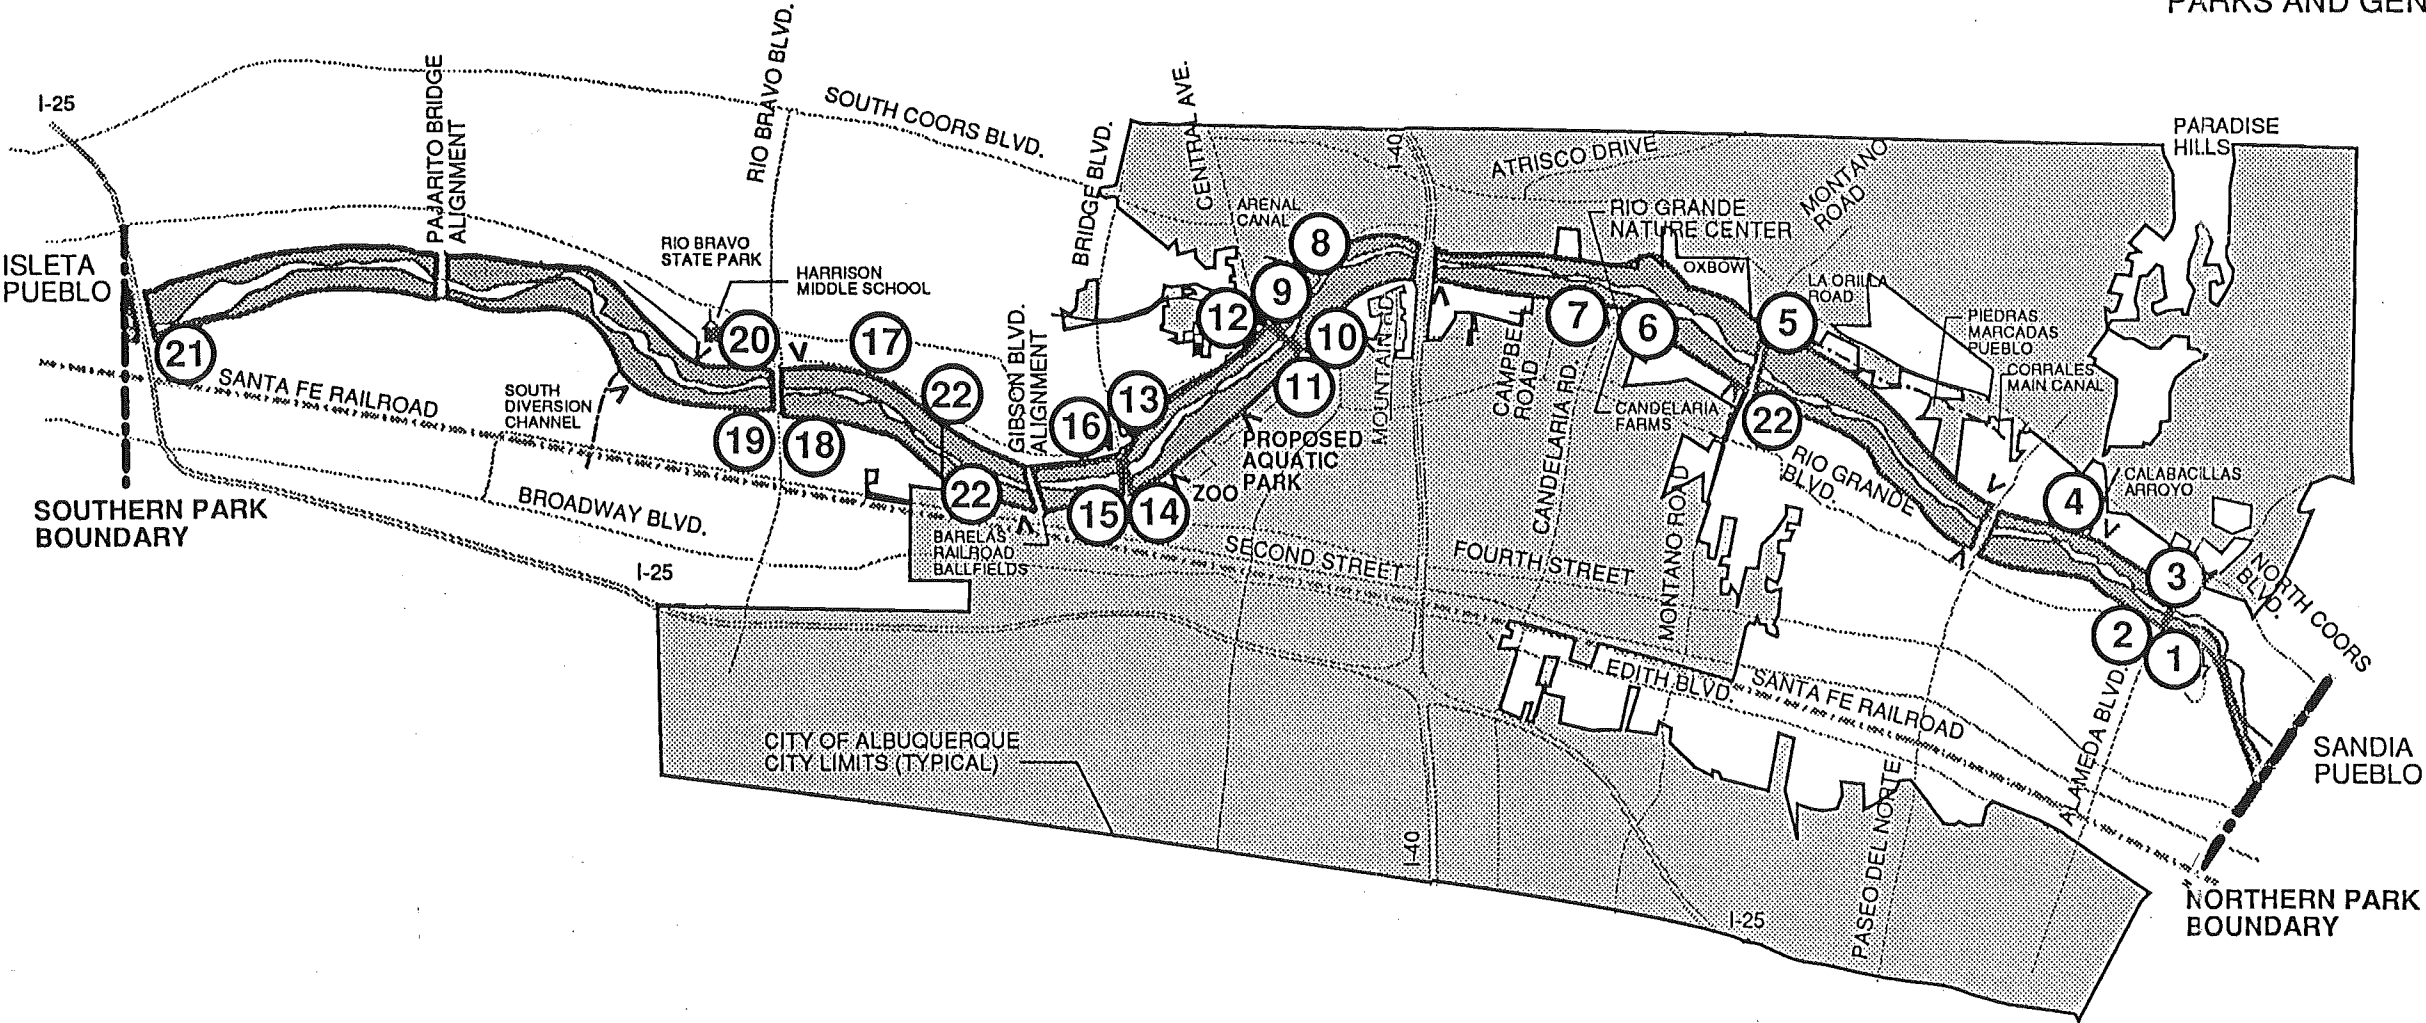 PARKS AND GEN
I-25
PAJARITO BRIDGE
ALIGNMENT
RIO BRAVO BLVD.
SOUTH COORS BLVD.
BRIDGE BLVD.
CENTRAL AVE.
I-40
ATRISCO DRIVE
MONTANO
ROAD
PARADISE
HILLS
ARENAL
CANAL
RIO GRANDE
NATURE CENTER
OXBOW
LA ORILLA
ROAD
PIEDRAS
MARCADAS
PUEBLO
CORRALES
MAIN CANAL
ISLETA
PUEBLO
RIO BRAVO
STATE PARK
HARRISON
MIDDLE SCHOOL
8
9
12
10
11
7
6
5
21
20
17
22
13
16
19
18
22
15
14
22
4
3
2
1
SANTA FE RAILROAD
SOUTH
DIVERSION
CHANNEL
GIBSON BLVD.
ALIGNMENT
MOUNTAIN RD.
CAMPBELL
ROAD
CANDELARIA RD.
CANDELARIA
FARMS
PROPOSED
AQUATIC
PARK
ZOO
RIO GRANDE
BLVD.
CALABACILLAS
ARROYO
SOUTHERN PARK
BOUNDARY
BROADWAY BLVD.
BARELAS
RAILROAD
BALLFIELDS
SECOND STREET
FOURTH STREET
MONTANO ROAD
NORTH COORS
BLVD.
I-25
EDITH BLVD.
SANTA FE RAILROAD
CITY OF ALBUQUERQUE
CITY LIMITS (TYPICAL)
ALAMEDA BLVD.
PASEO DEL NORTE
SANDIA
PUEBLO
I-40
I-25
NORTHERN PARK
BOUNDARY